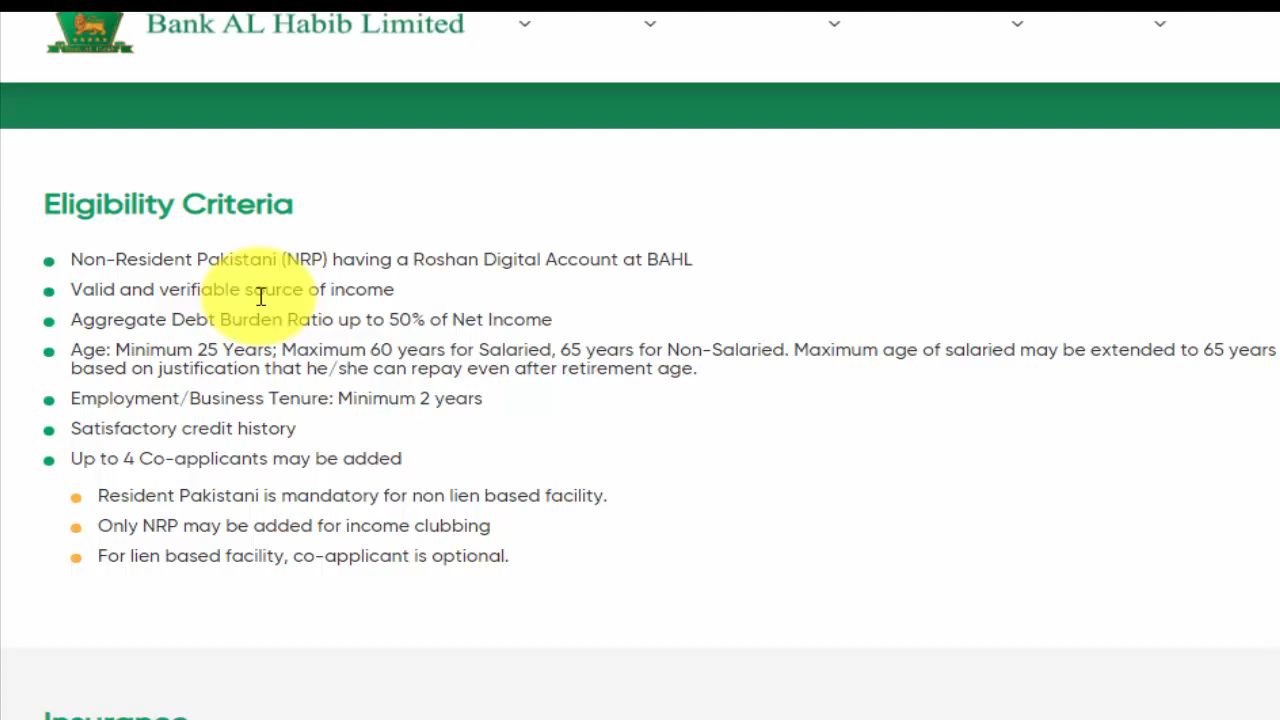 Bank AL Habib Limited
Eligibility Criteria
Non-Resident Pakistani (NRP) having a Roshan Digital Account at BAHL
Valid and verifiable source of income
Aggregate Debt Burden Ratio up to 50% of Net Income
Age: Minimum 25 Years; Maximum 60 years for Salaried, 65 years for Non-Salaried. Maximum age of salaried may be extended to 65 years
based on justification that he/she can repay even after retirement age.
Employment/Business Tenure: Minimum 2 years
Satisfactory credit history
Up to 4 Co-applicants may be added
Resident Pakistani is mandatory for non lien based facility.
Only NRP may be added for income clubbing
For lien based facility, co-applicant is optional.
Insurance